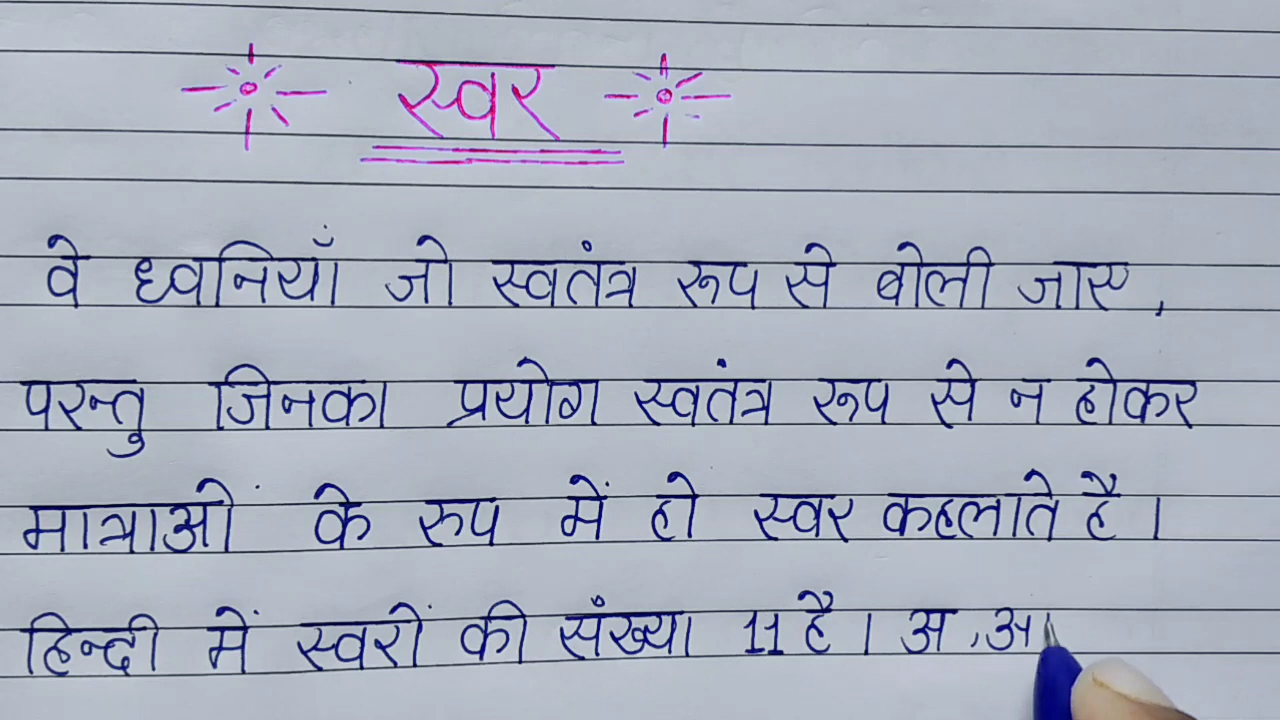 स्वर
वे ध्वनियाँ जो स्वतंत्र रूप से बोली जाए,
परन्तु जिनका प्रयोग स्वतंत्र रूप से न होकर
मात्राओं के रुप में हो स्वर कहलाते है।
हिन्दी में स्वरों की संख्या 11 है। अ, अ